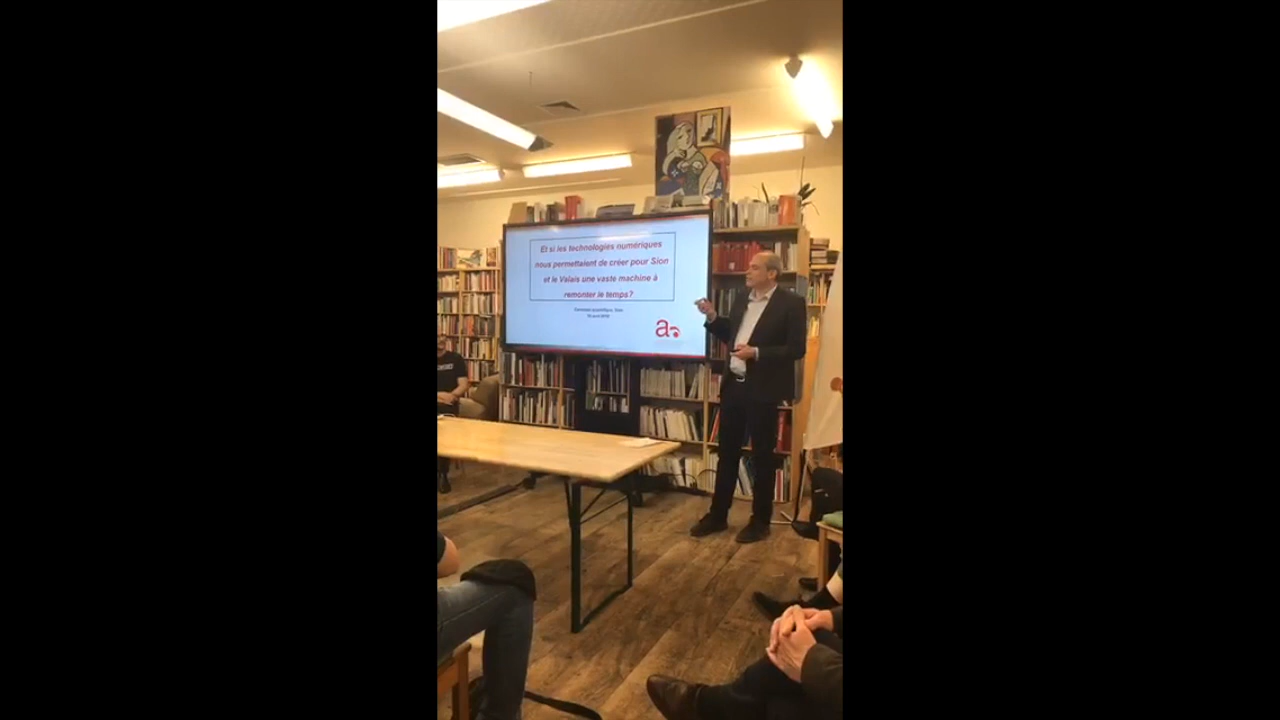 Et si les technologies numériques
nous permettaient de créer pour Sion
et le Valais une vaste machine à
remonter le temps?
a.